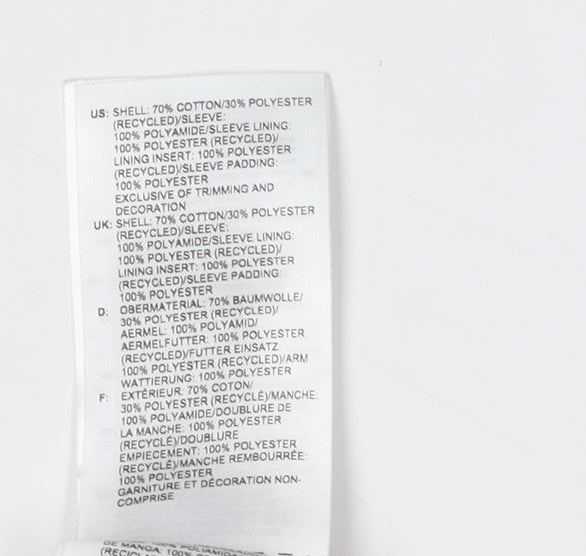 US: SHELL: 70% COTTON/30% POLYESTER
(RECYCLED)/SLEEVE:
100% POLYAMIDE/SLEEVE LINING:
100% POLYESTER (RECYCLED)/
LINING INSERT: 100% POLYESTER
(RECYCLED)/SLEEVE PADDING:
100% POLYESTER
EXCLUSIVE OF TRIMMING AND
DECORATION
UK: SHELL: 70% COTTON/30% POLYESTER
(RECYCLED)/SLEEVE:
100% POLYAMIDE/SLEEVE LINING:
100% POLYESTER (RECYCLED)/
LINING INSERT: 100% POLYESTER
(RECYCLED)/SLEEVE PADDING:
100% POLYESTER
D: OBERMATERIAL: 70% BAUMWOLLE/
30% POLYESTER (RECYCLED)/
AERMEL: 100% POLYAMID/
AERMELFUTTER: 100% POLYESTER
(RECYCLED)/FUTTER EINSATZ
100% POLYESTER (RECYCLED)/ARM
WATTIERUNG: 100% POLYESTER
F: EXTÉRIEUR: 70% COTON/
30% POLYESTER (RECYCLÉ)/MANCHE:
100% POLYAMIDE/DOUBLURE DE
LA MANCHE: 100% POLYESTER
(RECYCLÉ)/DOUBLURE
EMPIECEMENT: 100% POLYESTER
(RECYCLÉ)/MANCHE REMBOURRÉE:
100% POLYESTER
GARNITURE ET DÉCORATION NON-
COMPRISE
DE MANGA: 100%